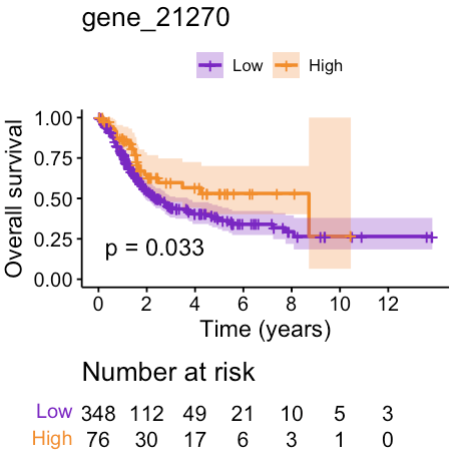 gene_21270
Low High
Overall survival
1.00
0.75
0.50
0.25
0.00
p = 0.033
0 2 4 6 8 10 12
Time (years)
Number at risk
Low 348 112 49 21 10 5 3
High 76 30 17 6 3 1 0